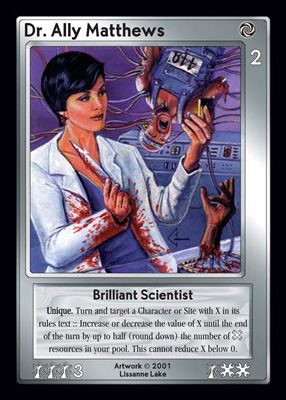 Dr. Ally Matthews
2
Brilliant Scientist
Unique. Turn and target a Character or Site with X in its
rules text :: Increase or decrease the value of X until the end
of the turn by up to half (round down) the number of
resources in your pool. This cannot reduce X below 0.
3
Artwork © 2001
Lissanne Lake